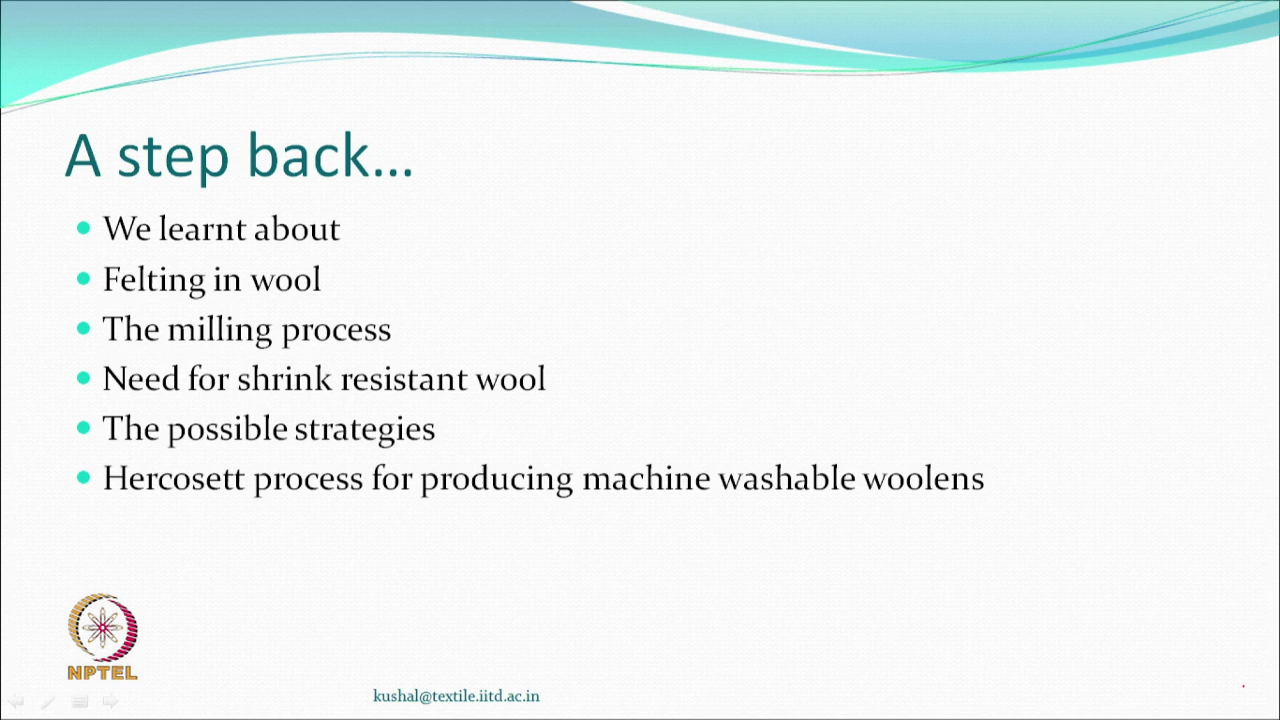 A step back...
We learnt about
Felting in wool
The milling process
Need for shrink resistant wool
The possible strategies
Hercosett process for producing machine washable woolens
NPTEL
kushal@textile.iitd.ac.in